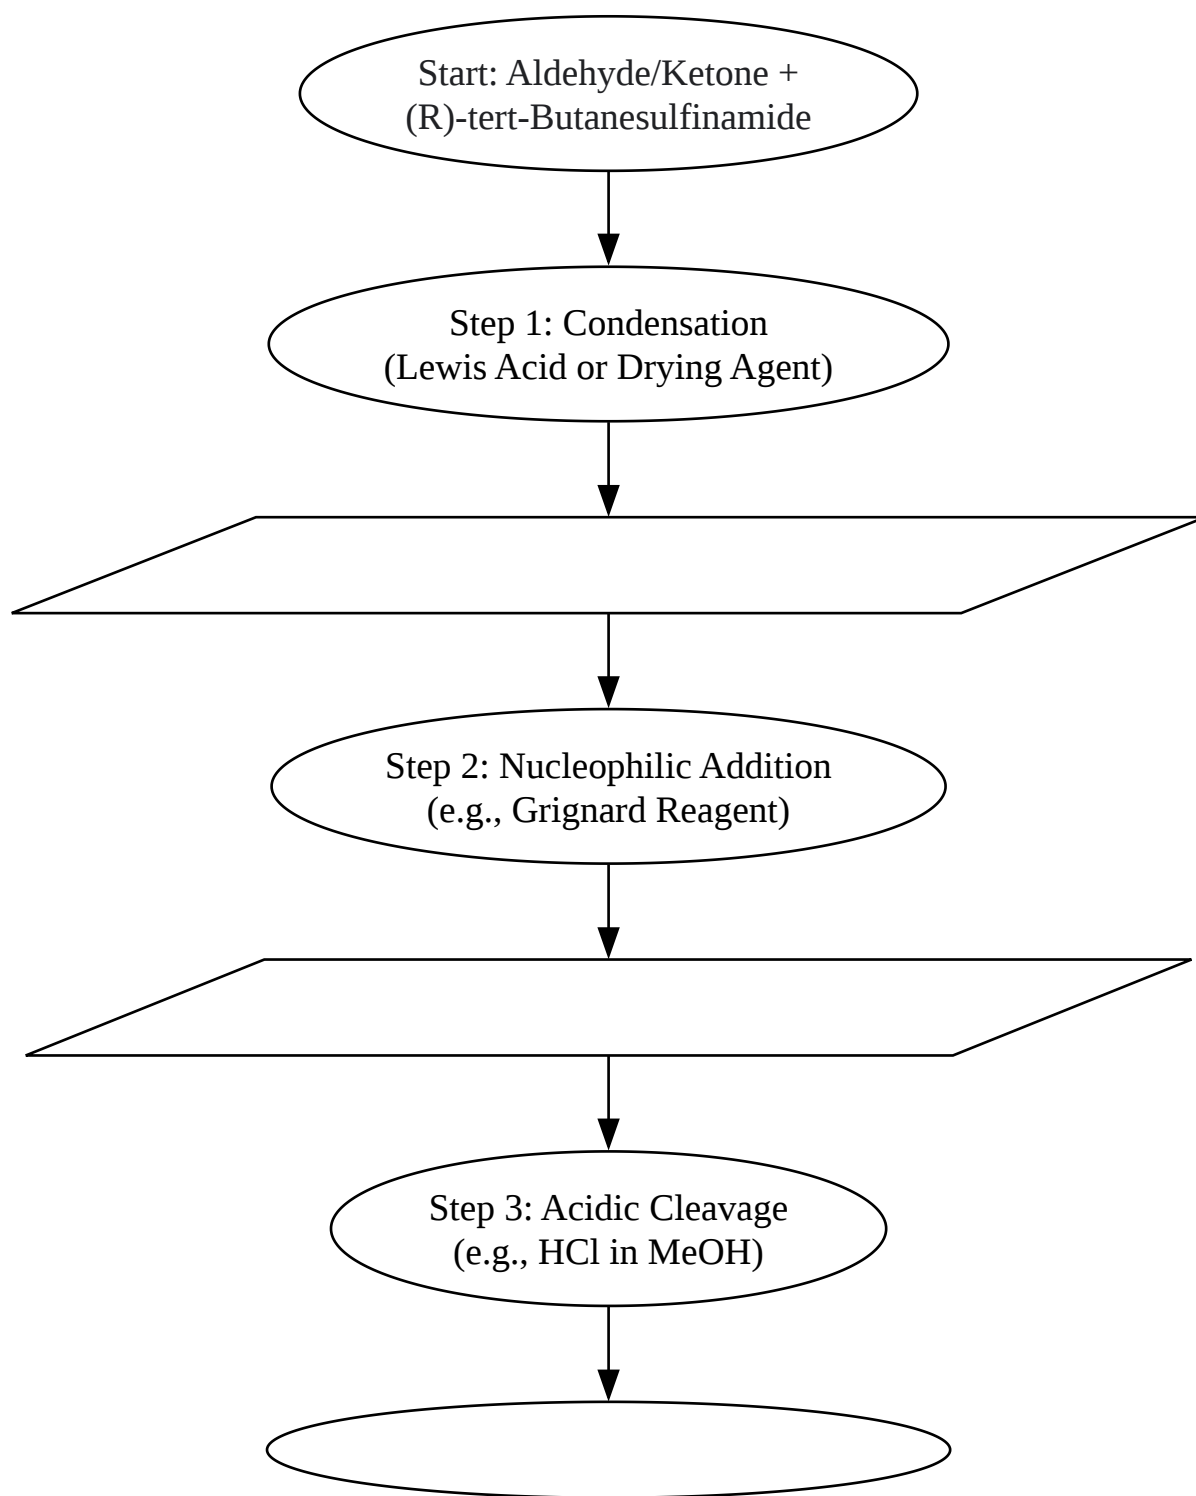 Start: Aldehyde/Ketone +
(R)-tert-Butanesulfinamide
Step 1: Condensation
(Lewis Acid or Drying Agent)
Step 2: Nucleophilic Addition
(e.g., Grignard Reagent)
Step 3: Acidic Cleavage
(e.g., HCl in MeOH)